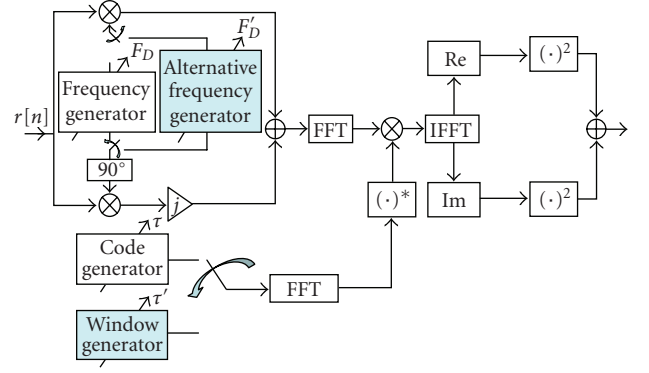 F_D
F'_D
Frequency
generator
Alternative
frequency
generator
r[n]
90°
j
FFT
IFFT
Re
(·)²
Im
(·)²
(·)*
τ
Code
generator
FFT
τ'
Window
generator